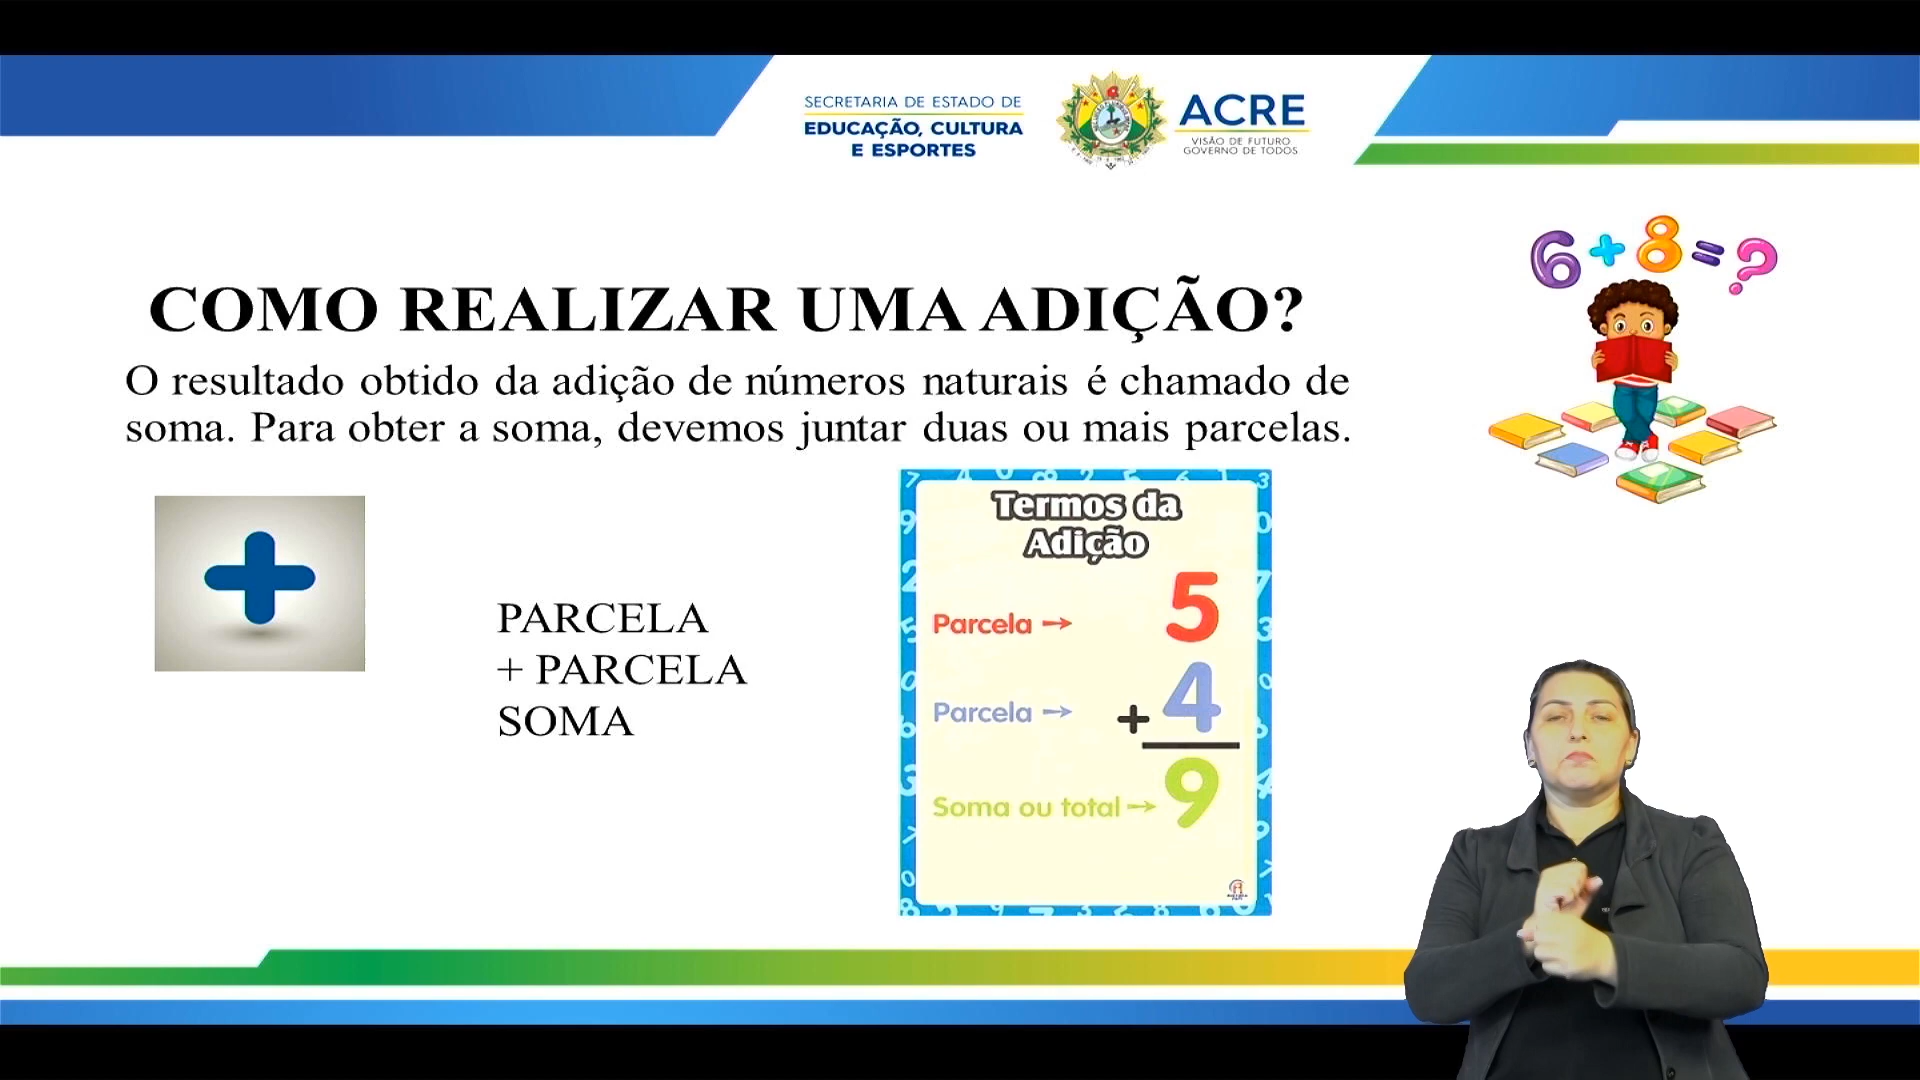 SECRETARIA DE ESTADO DE
EDUCAÇÃO, CULTURA
E ESPORTES
ACRE
VISÃO DE FUTURO
GOVERNO DE TODOS
6 + 8 = ?
COMO REALIZAR UMA ADIÇÃO?
O resultado obtido da adição de números naturais é chamado de
soma. Para obter a soma, devemos juntar duas ou mais parcelas.
+
PARCELA
+ PARCELA
SOMA
Termos da
Adição
Parcela → 5
Parcela → + 4
Soma ou total → 9